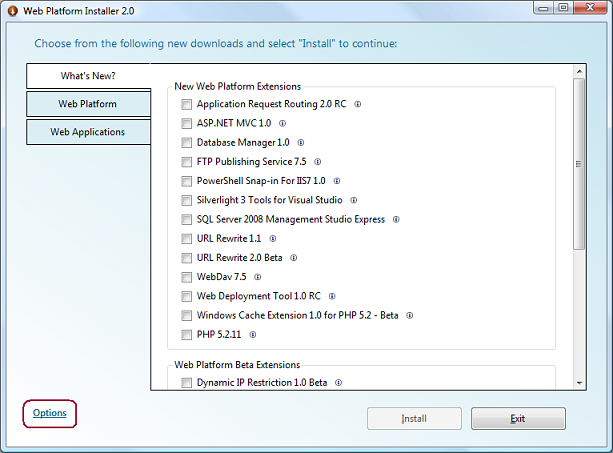 Web Platform Installer 2.0
Choose from the following new downloads and select "Install" to continue:
What's New?
Web Platform
Web Applications
New Web Platform Extensions
Application Request Routing 2.0 RC
ASP.NET MVC 1.0
Database Manager 1.0
FTP Publishing Service 7.5
PowerShell Snap-in For IIS7 1.0
Silverlight 3 Tools for Visual Studio
SQL Server 2008 Management Studio Express
URL Rewrite 1.1
URL Rewrite 2.0 Beta
WebDav 7.5
Web Deployment Tool 1.0 RC
Windows Cache Extension 1.0 for PHP 5.2 - Beta
PHP 5.2.11
Web Platform Beta Extensions
Dynamic IP Restriction 1.0 Beta
Options
Install
Exit